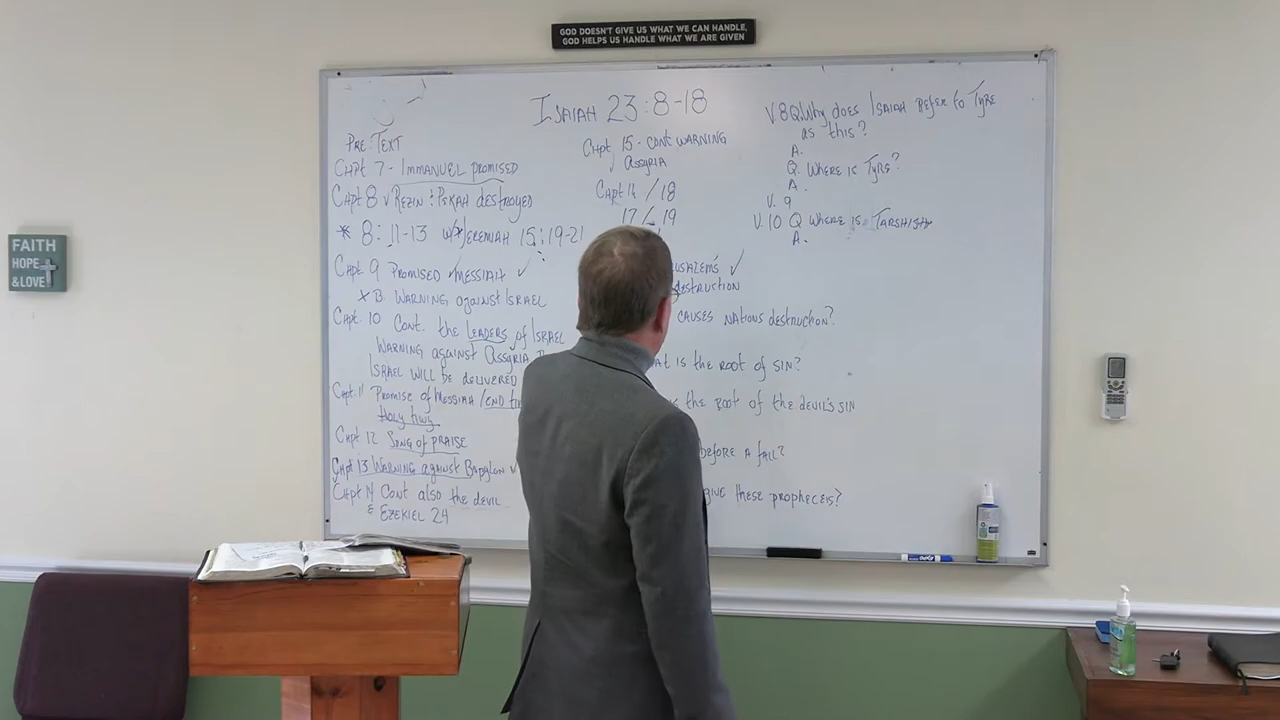 GOD DOESN'T GIVE US WHAT WE CAN HANDLE,
GOD HELPS US HANDLE WHAT WE ARE GIVEN
FAITH
HOPE
& LOVE
ISAIAH 23:8-18
PRE-TEXT
CHPT 7 - IMMANUEL PROMISED
CHPT 8 REZIN & PEKAH destroyed
* 8:11-13 w/ JEREMIAH 15:19-21
CHPT 9 PROMISED MESSIAH
B. WARNING against ISRAEL
CHPT. 10 CONT. the LEADERS of ISRAEL
WARNING against ASSYRIA
ISRAEL WILL BE DELIVERED
CHPT. 11 PROMISE of MESSIAH / END
Holy
CHPT 12 SONG of PRAISE
CHPT 13 WARNING against BABYLON
CHPT 14 CONT also the devil
& EZEKIEL 24
CHPT 15 - CONT WARNING
ASSYRIA
CHPT 16 / 18
17 / 19
destruction
CAUSES NATIONS destruction?
IS the ROOT of SIN?
the ROOT of the devil's SIN
BEFORE A fall?
GIVE these PROPHECEIS?
V.8 Q. Why does ISAIAH REFER to TYRE
as this?
A.
Q. WHERE is TYRE?
A.
V. 9
V. 10 Q WHERE IS TARSHISH
A.